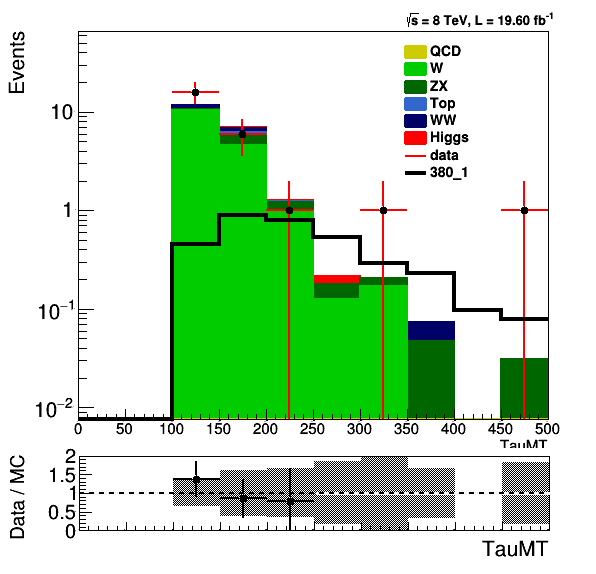 √s = 8 TeV, L = 19.60 fb⁻¹
Events
QCD
W
ZX
Top
WW
Higgs
data
380_1
10
1
10⁻¹
10⁻²
0 50 100 150 200 250 300 350 400 450 500
TauMT
Data / MC
2
1.5
1
0.5
0
TauMT